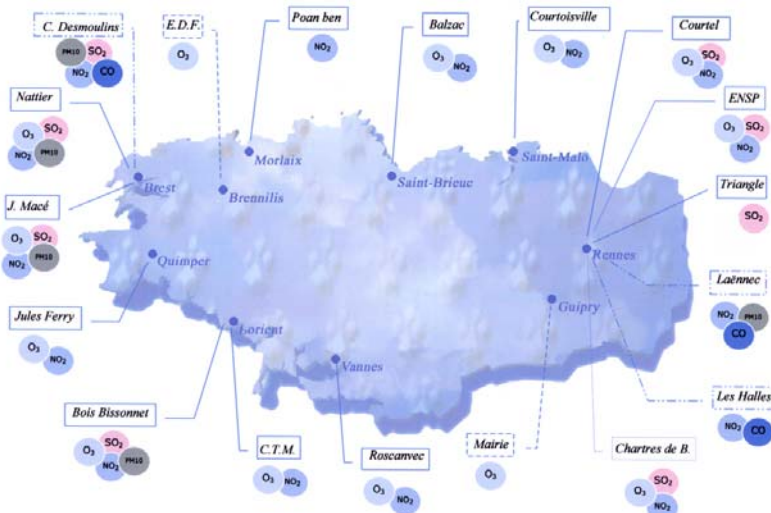 C. Desmoulins
PM10
SO₂
NO₂
CO
E.D.F.
O₃
Poan ben
NO₂
Balzac
O₃
NO₂
Courtoisville
O₃
NO₂
Courtel
SO₂
O₃
NO₂
Nattier
O₃
SO₂
NO₂
PM10
ENSP
O₃
SO₂
NO₂
Morlaix
Saint-Malo
Brest
Brennilis
Saint-Brieuc
Triangle
SO₂
J. Macé
O₃
SO₂
NO₂
PM10
Quimper
Rennes
Laënnec
NO₂
PM10
CO
Guipry
Jules Ferry
O₃
NO₂
Lorient
Vannes
Les Halles
NO₂
CO
Bois Bissonnet
SO₂
O₃
NO₂
PM10
C.T.M.
O₃
NO₂
Roscanvec
O₃
NO₂
Mairie
O₃
Chartres de B.
SO₂
O₃
NO₂